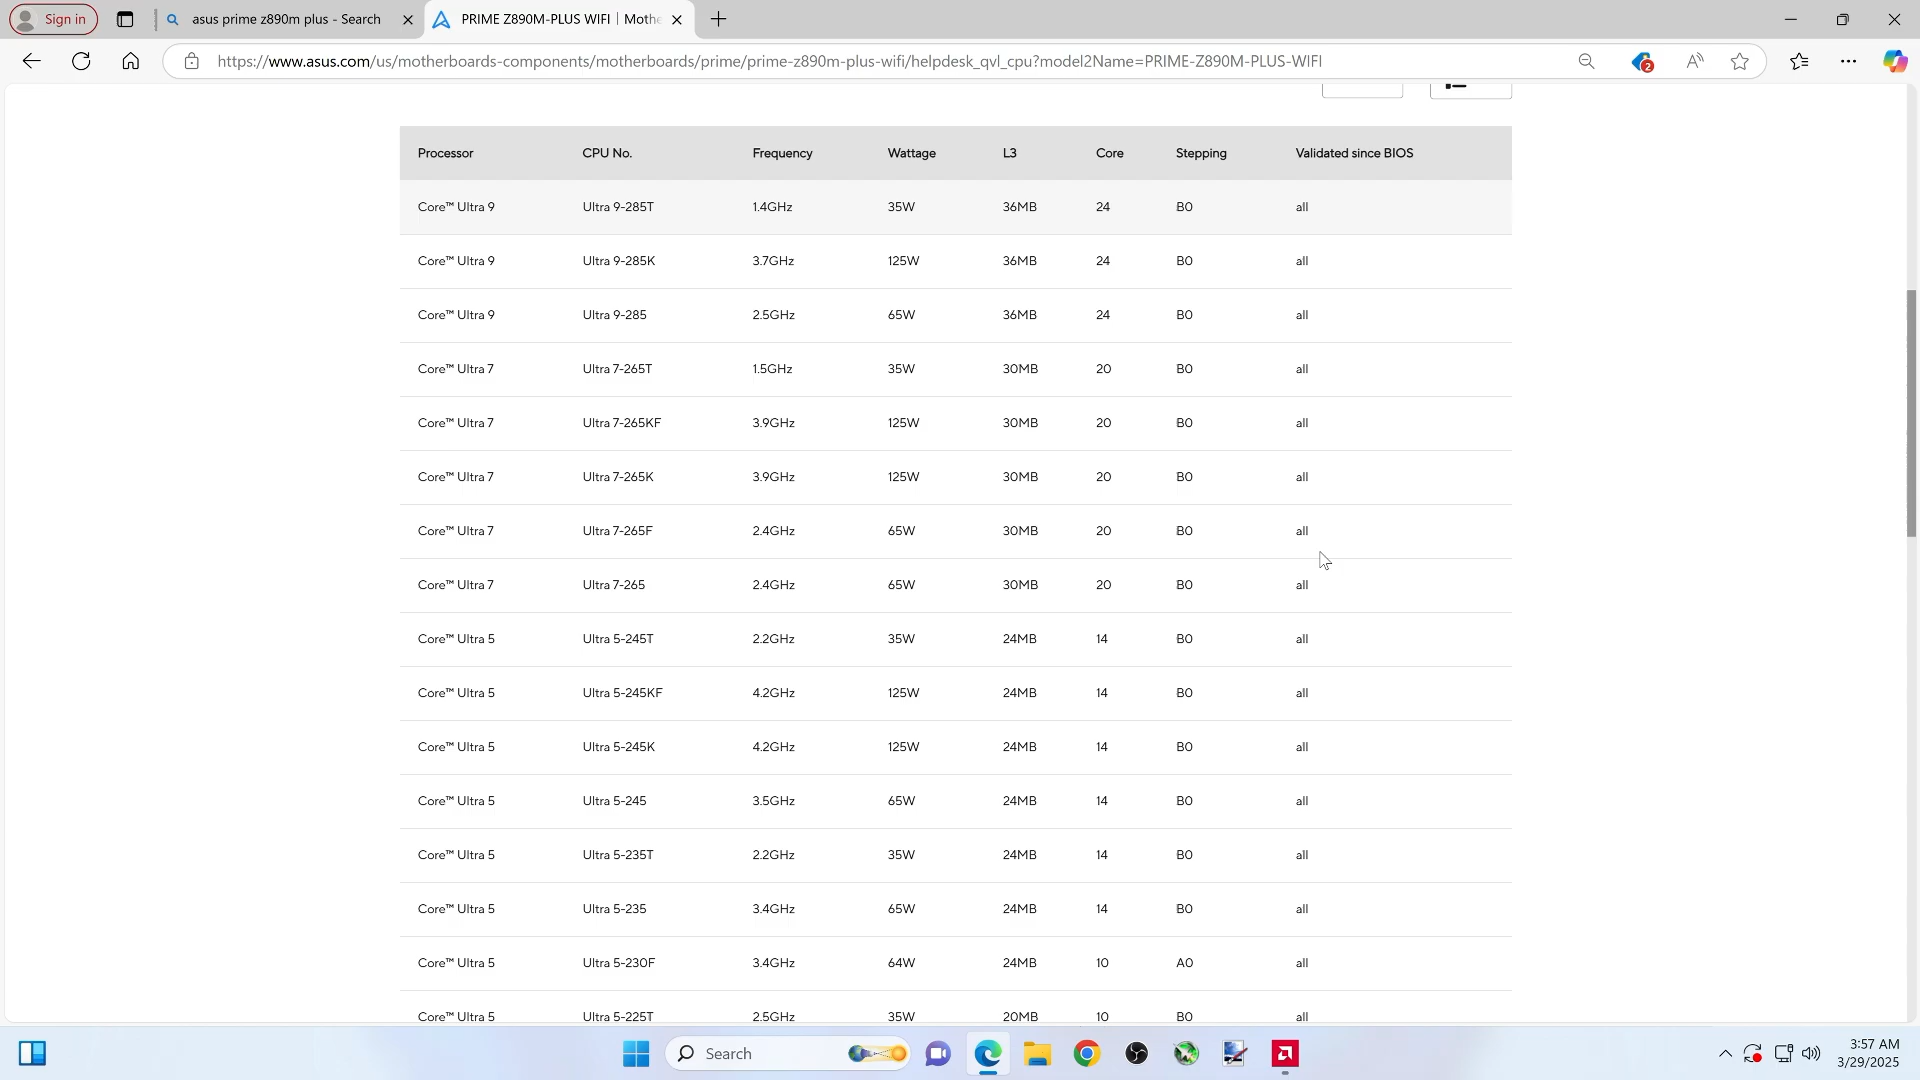 Sign in
asus prime z890m plus - Search
PRIME Z890M-PLUS WIFI | Mothe
https://www.asus.com/us/motherboards-components/motherboards/prime/prime-z890m-plus-wifi/helpdesk_qvl_cpu?model2Name=PRIME-Z890M-PLUS-WIFI
2
Processor CPU No. Frequency Wattage L3 Core Stepping Validated since BIOS
Core™ Ultra 9 Ultra 9-285T 1.4GHz 35W 36MB 24 B0 all
Core™ Ultra 9 Ultra 9-285K 3.7GHz 125W 36MB 24 B0 all
Core™ Ultra 9 Ultra 9-285 2.5GHz 65W 36MB 24 B0 all
Core™ Ultra 7 Ultra 7-265T 1.5GHz 35W 30MB 20 B0 all
Core™ Ultra 7 Ultra 7-265KF 3.9GHz 125W 30MB 20 B0 all
Core™ Ultra 7 Ultra 7-265K 3.9GHz 125W 30MB 20 B0 all
Core™ Ultra 7 Ultra 7-265F 2.4GHz 65W 30MB 20 B0 all
Core™ Ultra 7 Ultra 7-265 2.4GHz 65W 30MB 20 B0 all
Core™ Ultra 5 Ultra 5-245T 2.2GHz 35W 24MB 14 B0 all
Core™ Ultra 5 Ultra 5-245KF 4.2GHz 125W 24MB 14 B0 all
Core™ Ultra 5 Ultra 5-245K 4.2GHz 125W 24MB 14 B0 all
Core™ Ultra 5 Ultra 5-245 3.5GHz 65W 24MB 14 B0 all
Core™ Ultra 5 Ultra 5-235T 2.2GHz 35W 24MB 14 B0 all
Core™ Ultra 5 Ultra 5-235 3.4GHz 65W 24MB 14 B0 all
Core™ Ultra 5 Ultra 5-230F 3.4GHz 64W 24MB 10 A0 all
Core™ Ultra 5 Ultra 5-225T 2.5GHz 35W 20MB 10 B0 all
Search
3:57 AM
3/29/2025